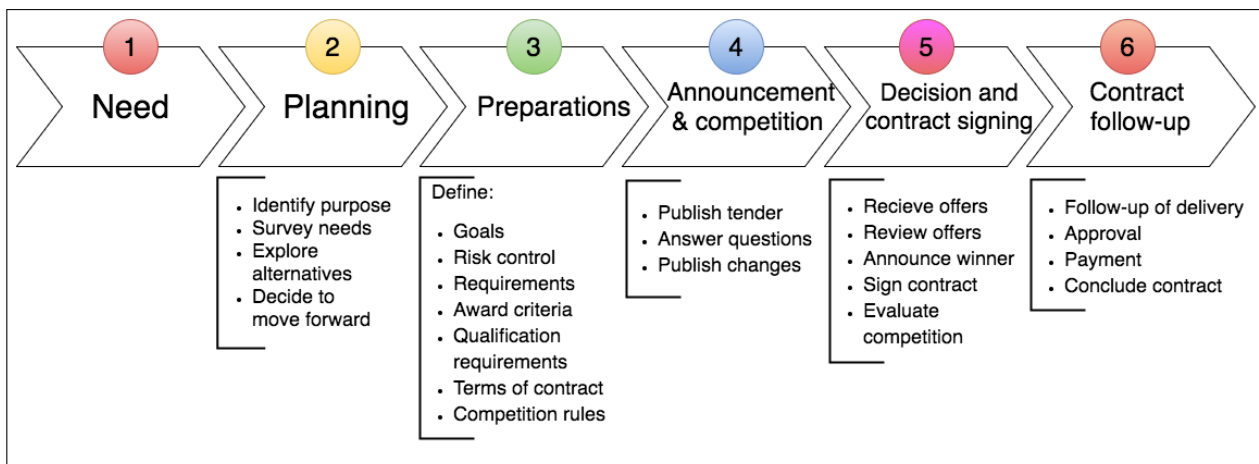 1
Need
2
Planning
• Identify purpose
• Survey needs
• Explore
alternatives
• Decide to
move forward
3
Preparations
Define:
• Goals
• Risk control
• Requirements
• Award criteria
• Qualification
requirements
• Terms of contract
• Competition rules
4
Announcement
& competition
• Publish tender
• Answer questions
• Publish changes
5
Decision and
contract signing
• Recieve offers
• Review offers
• Announce winner
• Sign contract
• Evaluate
competition
6
Contract
follow-up
• Follow-up of delivery
• Approval
• Payment
• Conclude contract